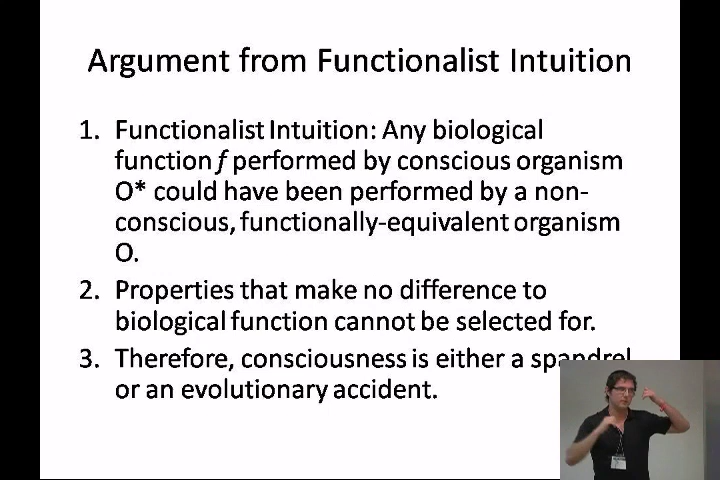 Argument from Functionalist Intuition
1. Functionalist Intuition: Any biological
function f performed by conscious organism
O* could have been performed by a non-
conscious, functionally-equivalent organism
O.
2. Properties that make no difference to
biological function cannot be selected for.
3. Therefore, consciousness is either a spandrel
or an evolutionary accident.